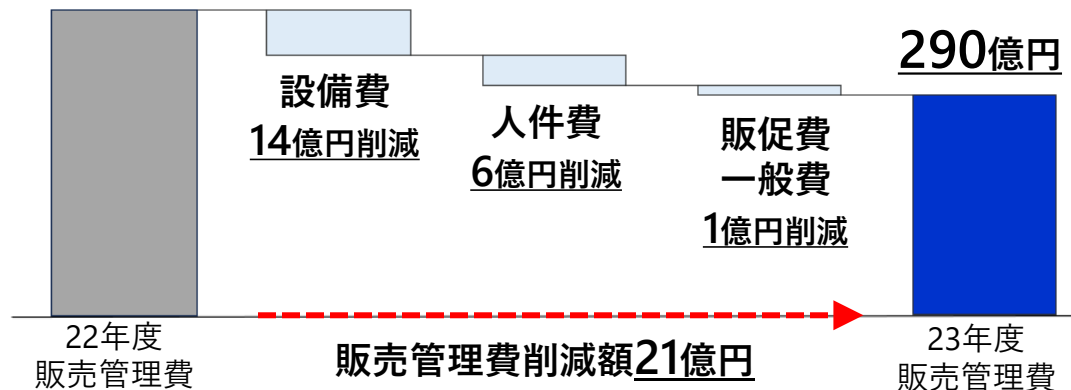 290億円
設備費
14億円削減
人件費
6億円削減
販促費
一般費
1億円削減
22年度
販売管理費
販売管理費削減額21億円
23年度
販売管理費